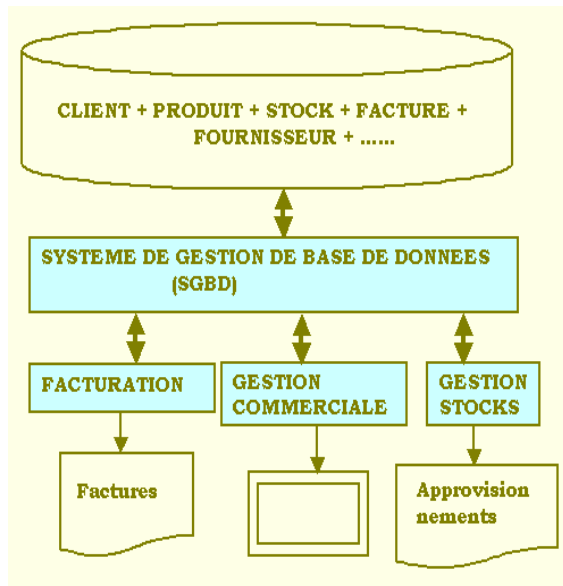 CLIENT + PRODUIT + STOCK + FACTURE +
FOURNISSEUR + ......
SYSTEME DE GESTION DE BASE DE DONNEES
(SGBD)
FACTURATION
GESTION
COMMERCIALE
GESTION
STOCKS
Factures
Approvision
nements